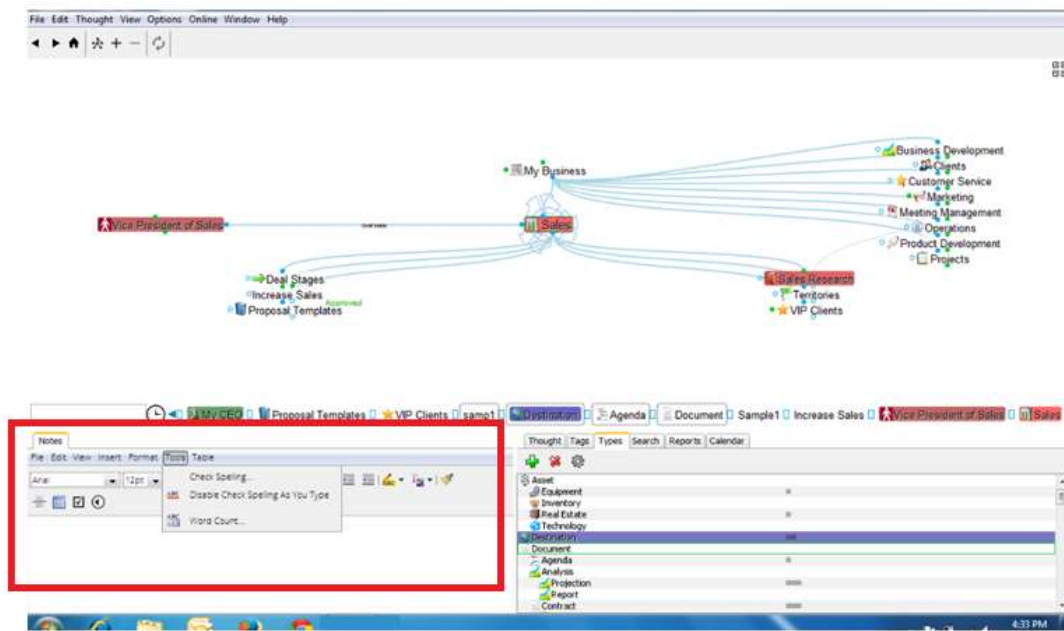 File Edit Thought View Options Online Window Help
My Business
Business Development
Clients
Customer Service
Marketing
Meeting Management
Operations
Product Development
Projects
Vice President of Sales
Sales
Deal Stages
Increase Sales
Approved
Proposal Templates
Sales Research
Territories
VIP Clients
My CEO Proposal Templates VIP Clients samp1 Destination Agenda Document Sample1 Increase Sales Vice President of Sales Sales
Notes
File Edit View Insert Format Tools Table
Arial 12pt
Check Spelling...
Disable Check Spelling As You Type
Word Count...
Thought Tags Types Search Reports Calendar
Asset
Equipment
Inventory
Real Estate
Technology
Destination
Document
Agenda
Analysis
Projection
Report
Contract
4:33 PM